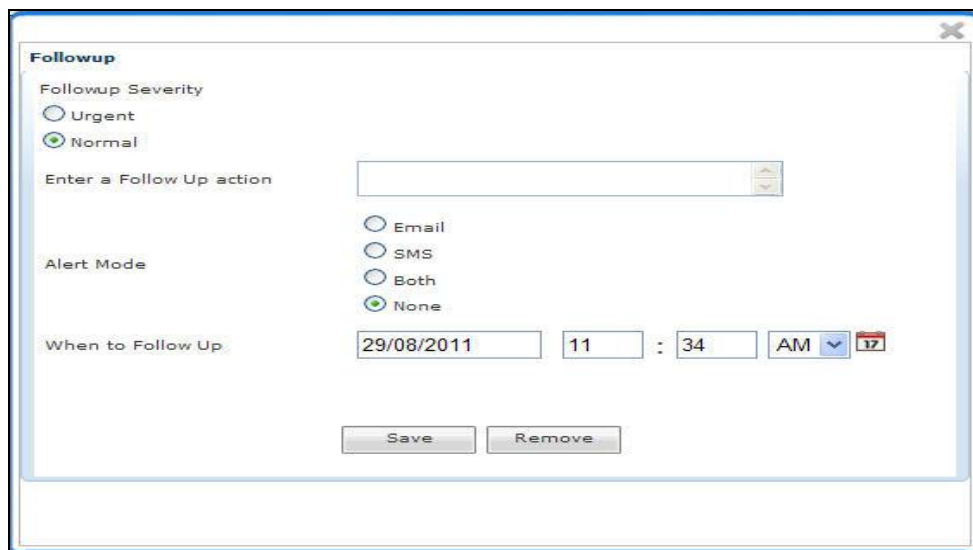 Followup
Followup Severity
Urgent
Normal
Enter a Follow Up action
Email
SMS
Alert Mode
Both
None
When to Follow Up 29/08/2011 11 : 34 AM 17
Save Remove